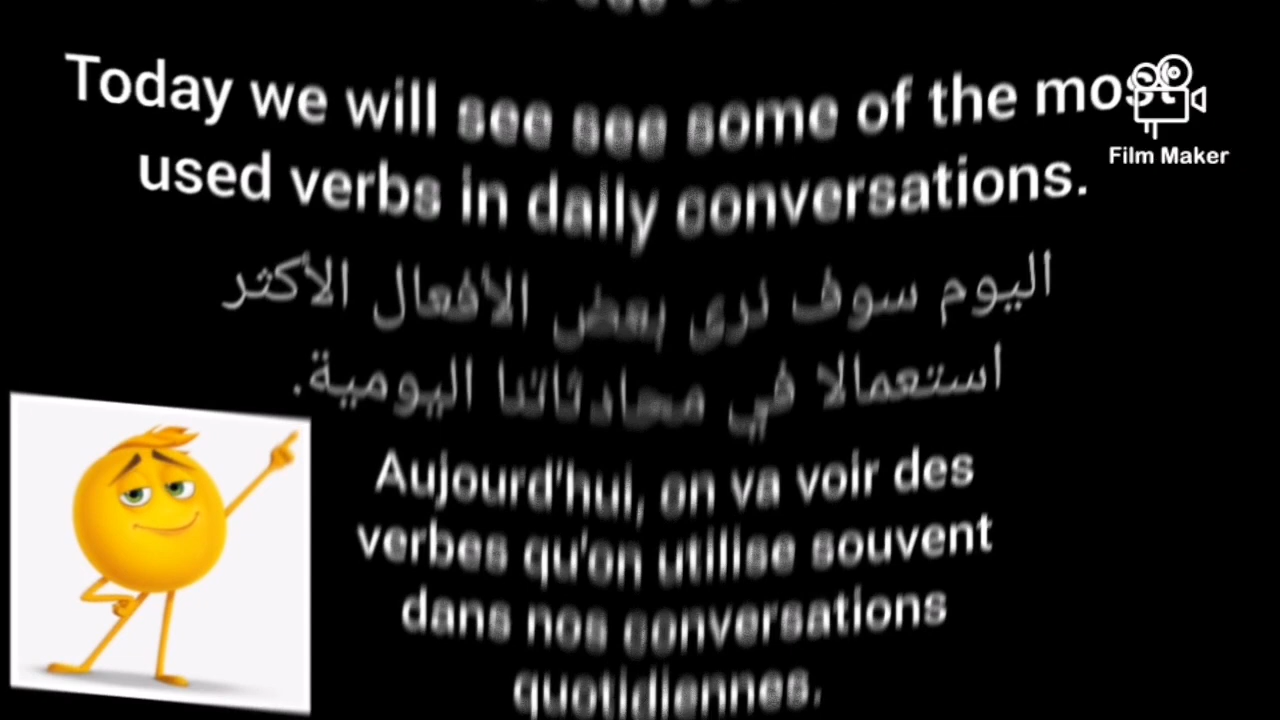 Today we will see see some of the most
used verbs in daily conversations.
اليوم سوف نرى بعض الأفعال الأكثر
استعمالا في محادثاتنا اليومية.
Aujourd'hui, on va voir des
verbes qu'on utilise souvent
dans nos conversations
quotidiennes.
Film Maker